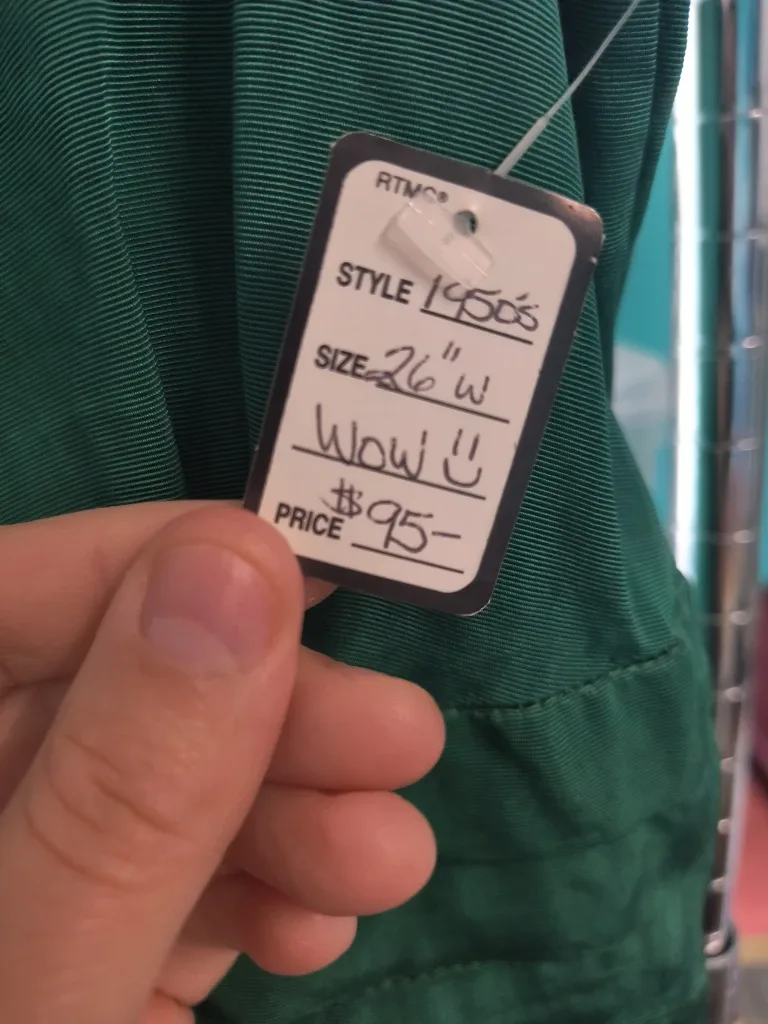 RTMC®
STYLE 1950's
SIZE 26" W
WOW! :)
PRICE $95-